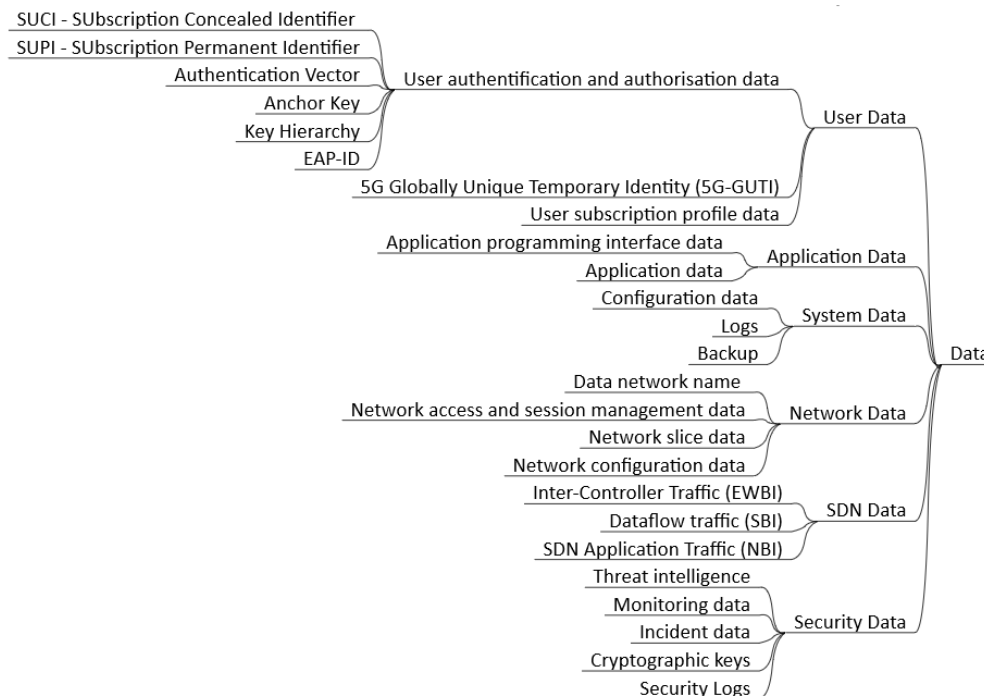 SUCI - SUbscription Concealed Identifier
SUPI - SUbscription Permanent Identifier
Authentication Vector
Anchor Key
Key Hierarchy
EAP-ID
User authentification and authorisation data
5G Globally Unique Temporary Identity (5G-GUTI)
User subscription profile data
User Data
Application programming interface data
Application data
Application Data
Configuration data
Logs
Backup
System Data
Data network name
Network access and session management data
Network slice data
Network configuration data
Network Data
Inter-Controller Traffic (EWBI)
Dataflow traffic (SBI)
SDN Application Traffic (NBI)
SDN Data
Threat intelligence
Monitoring data
Incident data
Cryptographic keys
Security Logs
Security Data
Data